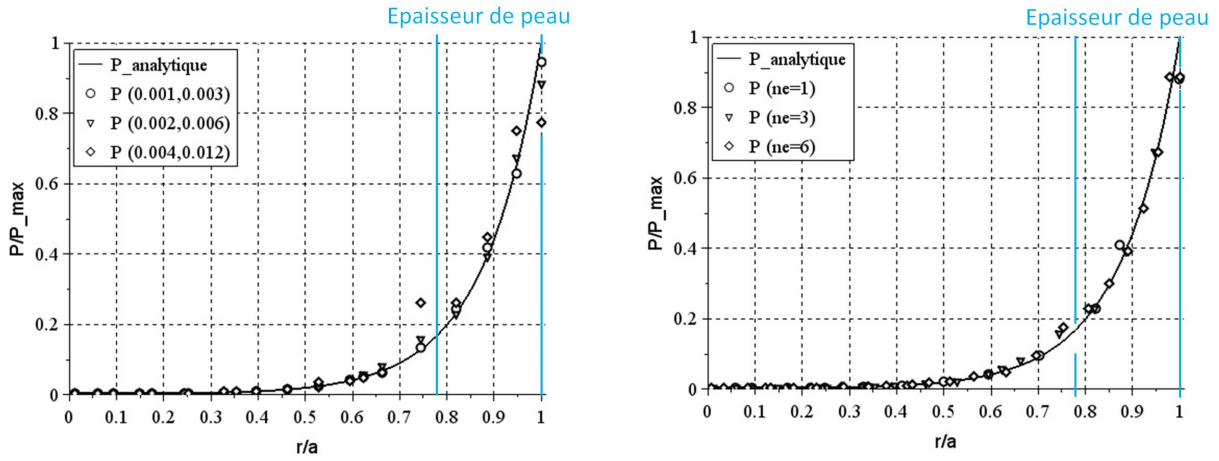 Epaisseur de peau
1
0.8
0.6
0.4
0.2
0
P/P_max
P_analytique
P (0.001,0.003)
P (0.002,0.006)
P (0.004,0.012)
0 0.1 0.2 0.3 0.4 0.5 0.6 0.7 0.8 0.9 1
r/a
Epaisseur de peau
1
0.8
0.6
0.4
0.2
0
P/P_max
P_analytique
P (ne=1)
P (ne=3)
P (ne=6)
0 0.1 0.2 0.3 0.4 0.5 0.6 0.7 0.8 0.9 1
r/a